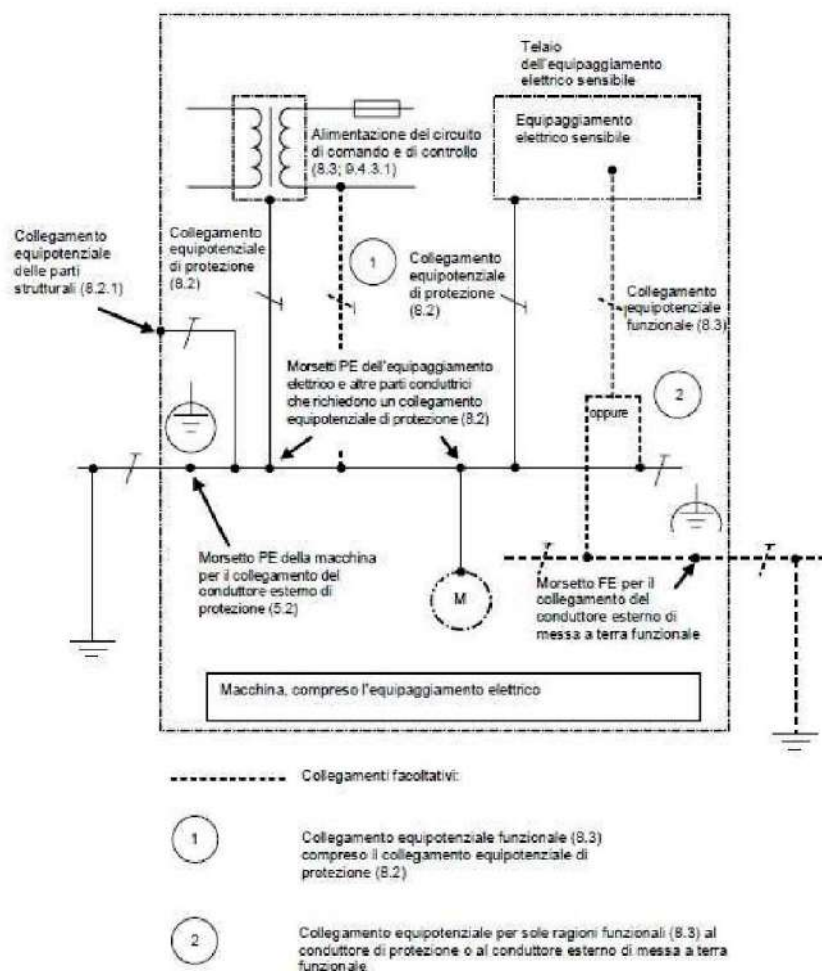 Telaio
dell'equipaggiamento
elettrico sensibile
Equipaggiamento
elettrico sensibile
Alimentazione del circuito
di comando e di controllo
(8.3; 9.4.3.1)
Collegamento
equipotenziale
delle parti
strutturali (8.2.1)
Collegamento
equipotenziale
di protezione
(8.2)
1
Collegamento
equipotenziale
di protezione
(8.2)
Collegamento
equipotenziale
funzionale (8.3)
2
Morsetti PE dell'equipaggiamento
elettrico e altre parti conduttrici
che richiedono un collegamento
equipotenziale di protezione (8.2)
oppure
Morsetto PE della macchina
per il collegamento del
conduttore esterno di
protezione (5.2)
M
Morsetto FE per il
collegamento del
conduttore esterno di
messa a terra funzionale
Macchina, compreso l'equipaggiamento elettrico
Collegamenti facoltativi:
1
Collegamento equipotenziale funzionale (8.3)
compreso il collegamento equipotenziale di
protezione (8.2)
2
Collegamento equipotenziale per sole ragioni funzionali (8.3) al
conduttore di protezione o al conduttore esterno di messa a terra
funzionale